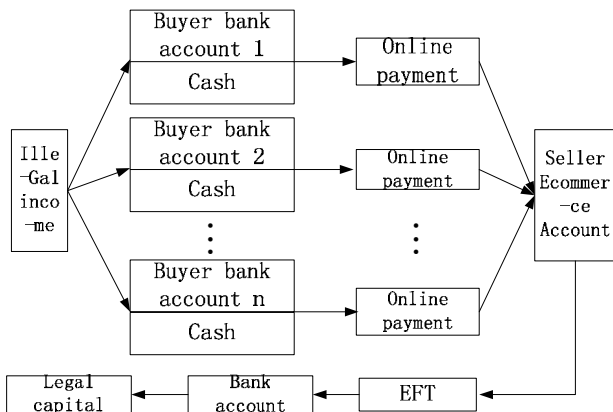 Ille
-Gal
inco
-me
Buyer bank
account 1
Cash
Online
payment
Buyer bank
account 2
Cash
Online
payment
Buyer bank
account n
Cash
Online
payment
Seller
Ecommer
-ce
Account
Legal
capital
Bank
account
EFT